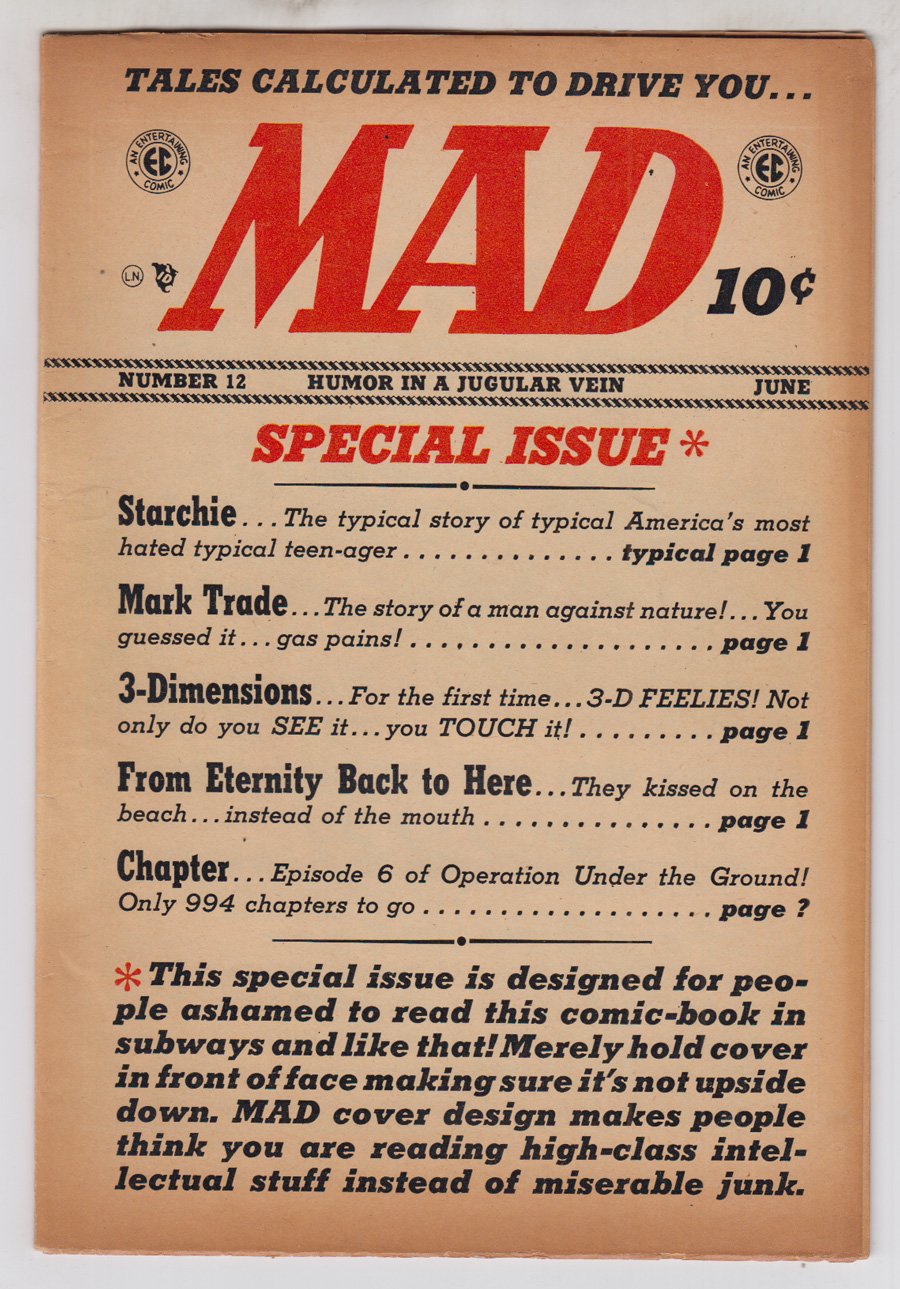 TALES CALCULATED TO DRIVE YOU...
AN ENTERTAINING
EC
COMIC
MAD
AN ENTERTAINING
EC
COMIC
L.N.
ID
10¢
NUMBER 12 HUMOR IN A JUGULAR VEIN JUNE
SPECIAL ISSUE*
Starchie...The typical story of typical America's most
hated typical teen-ager..............typical page 1
Mark Trade...The story of a man against nature!...You
guessed it...gas pains!....................page 1
3-Dimensions...For the first time...3-D FEELIES! Not
only do you SEE it...you TOUCH it!.........page 1
From Eternity Back to Here...They kissed on the
beach...instead of the mouth...............page 1
Chapter...Episode 6 of Operation Under the Ground!
Only 994 chapters to go...................page ?
*This special issue is designed for peo-
ple ashamed to read this comic-book in
subways and like that! Merely hold cover
in front of face making sure it's not upside
down. MAD cover design makes people
think you are reading high-class intel-
lectual stuff instead of miserable junk.